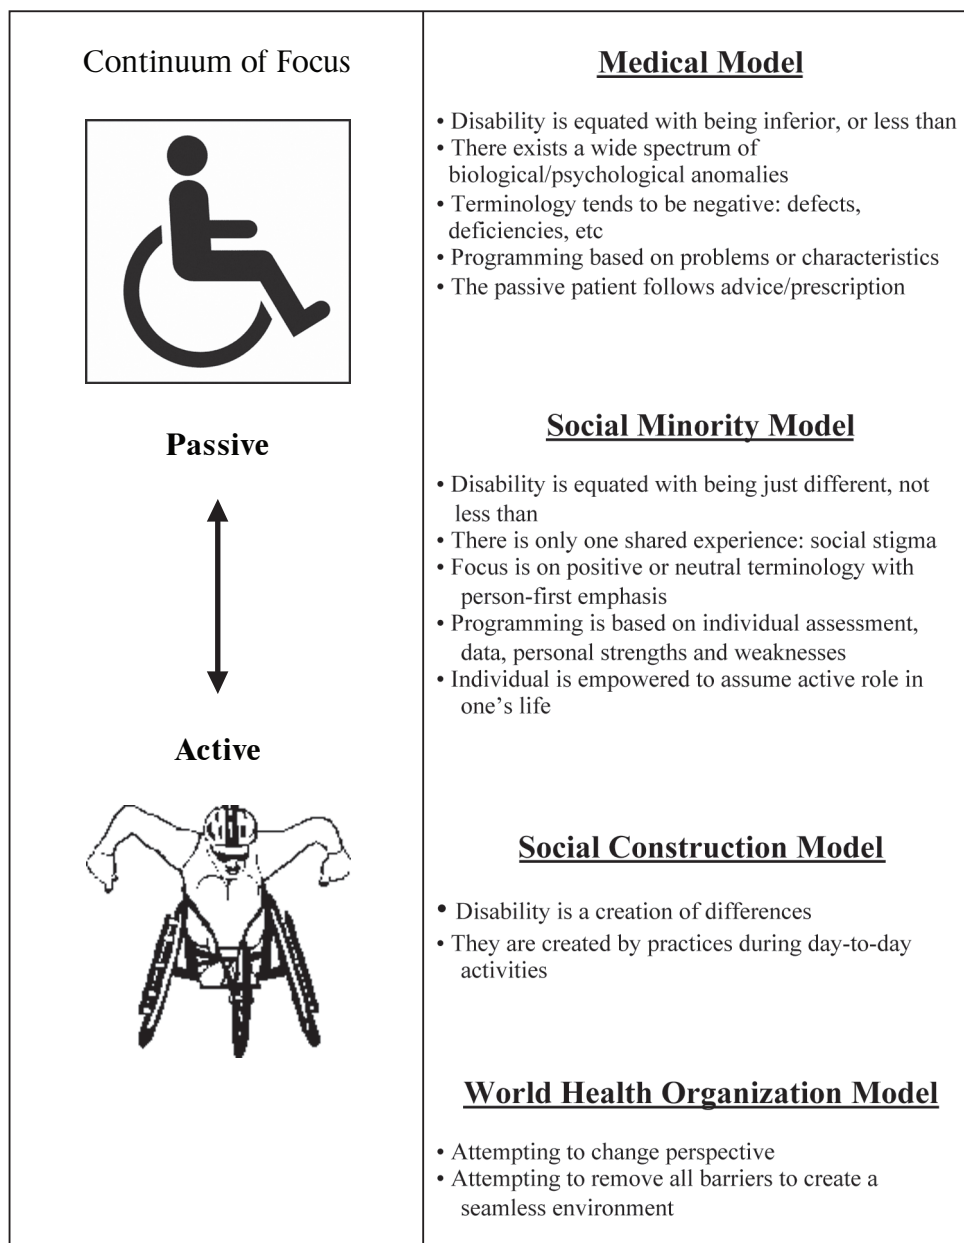 Continuum of Focus
Passive
Active
Medical Model
• Disability is equated with being inferior, or less than
• There exists a wide spectrum of
biological/psychological anomalies
• Terminology tends to be negative: defects,
deficiencies, etc
• Programming based on problems or characteristics
• The passive patient follows advice/prescription
Social Minority Model
• Disability is equated with being just different, not
less than
• There is only one shared experience: social stigma
• Focus is on positive or neutral terminology with
person-first emphasis
• Programming is based on individual assessment,
data, personal strengths and weaknesses
• Individual is empowered to assume active role in
one’s life
Social Construction Model
• Disability is a creation of differences
• They are created by practices during day-to-day
activities
World Health Organization Model
• Attempting to change perspective
• Attempting to remove all barriers to create a
seamless environment